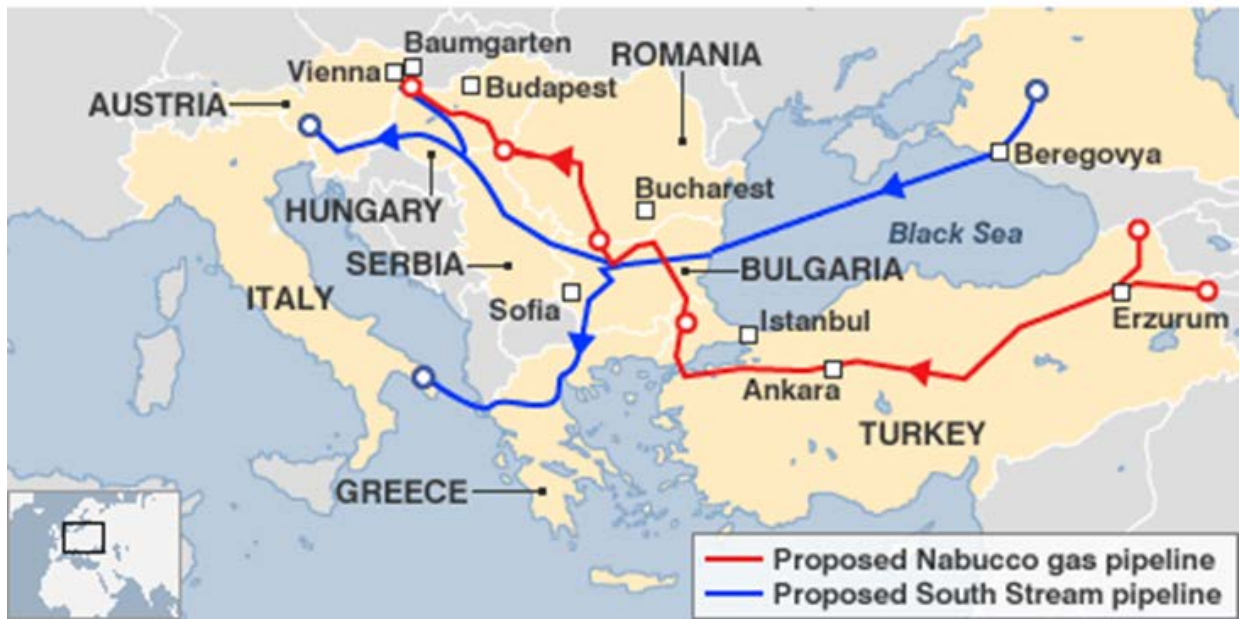 Baumgarten
Vienna
Budapest
ROMANIA
AUSTRIA
Beregovya
Bucharest
HUNGARY
Black Sea
SERBIA
BULGARIA
ITALY
Sofia
Istanbul
Erzurum
Ankara
TURKEY
GREECE
Proposed Nabucco gas pipeline
Proposed South Stream pipeline